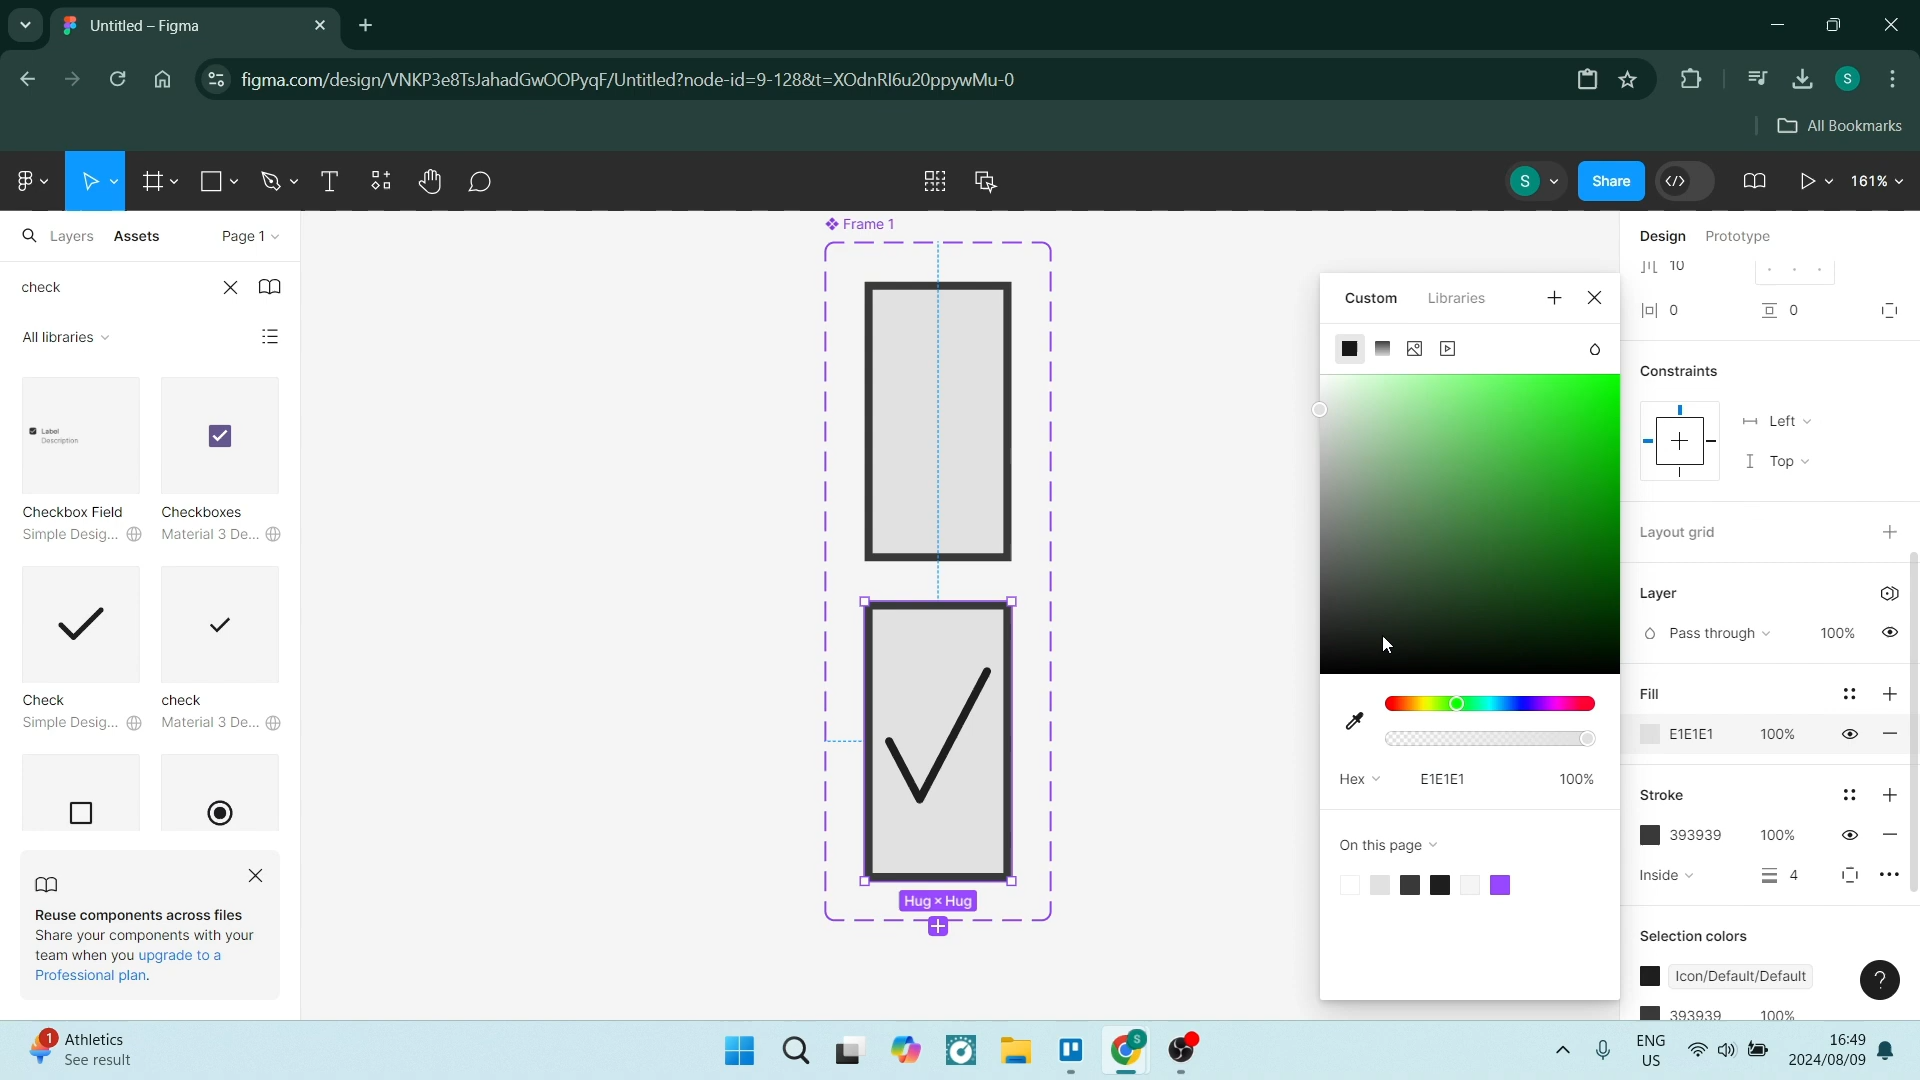 Untitled – Figma
figma.com/design/VNKP3e8TsJahadGwOOPyqF/Untitled?node-id=9-128&t=XOdnRl6u20ppywMu-0
S
All Bookmarks
S
Share
161%
Layers
Assets
Page 1
check
All libraries
Label
Description
Checkbox Field
Simple Desig...
Checkboxes
Material 3 De...
Check
Simple Desig...
check
Material 3 De...
Reuse components across files
Share your components with your
team when you upgrade to a
Professional plan.
Frame 1
Hug × Hug
Custom
Libraries
Hex
E1E1E1
100%
On this page
Design
Prototype
10
0
0
Constraints
Left
Top
Layout grid
Layer
Pass through
100%
Fill
E1E1E1
100%
Stroke
393939
100%
Inside
4
Selection colors
Icon/Default/Default
393939
100%
?
1
Athletics
See result
S
ENG
US
16:49
2024/08/09